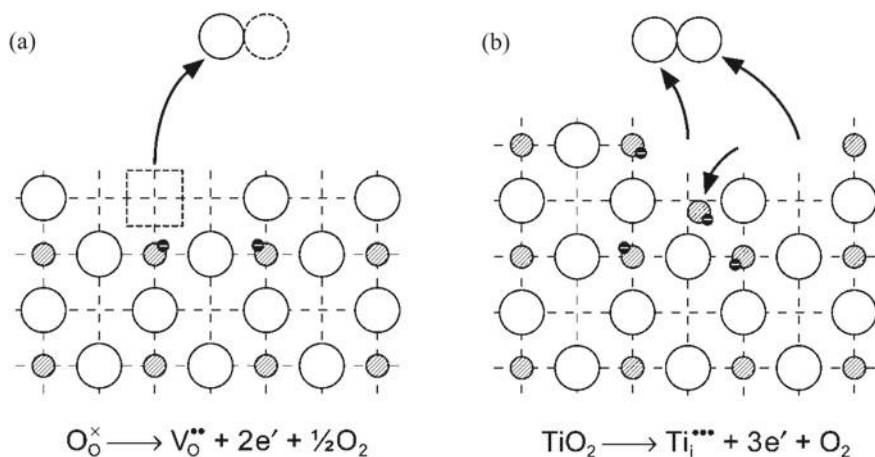 (a)
(b)
O_O^× ⟶ V_O^•• + 2e′ + ½O₂
TiO₂ ⟶ Ti_i^••• + 3e′ + O₂